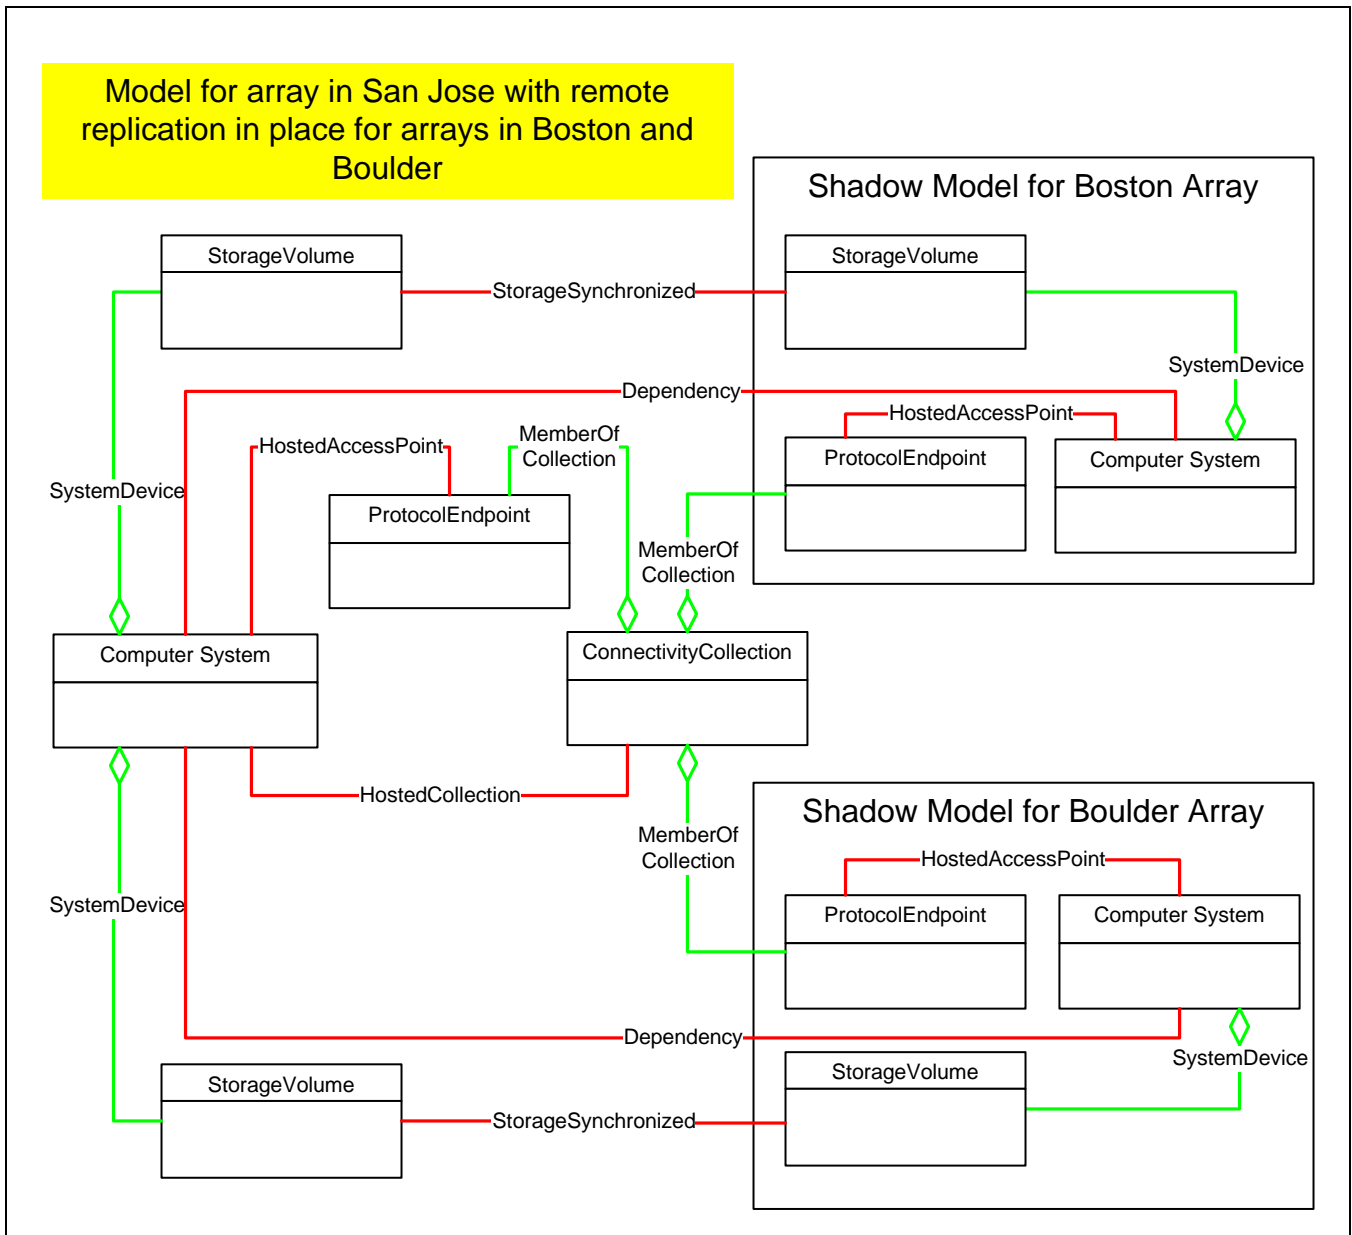 Model for array in San Jose with remote
replication in place for arrays in Boston and
Boulder
Shadow Model for Boston Array
StorageVolume
StorageVolume
StorageSynchronized
SystemDevice
Dependency
HostedAccessPoint
MemberOf
Collection
HostedAccessPoint
ProtocolEndpoint
Computer System
SystemDevice
ProtocolEndpoint
MemberOf
Collection
Computer System
ConnectivityCollection
HostedCollection
Shadow Model for Boulder Array
MemberOf
Collection
HostedAccessPoint
SystemDevice
ProtocolEndpoint
Computer System
Dependency
SystemDevice
StorageVolume
StorageVolume
StorageSynchronized